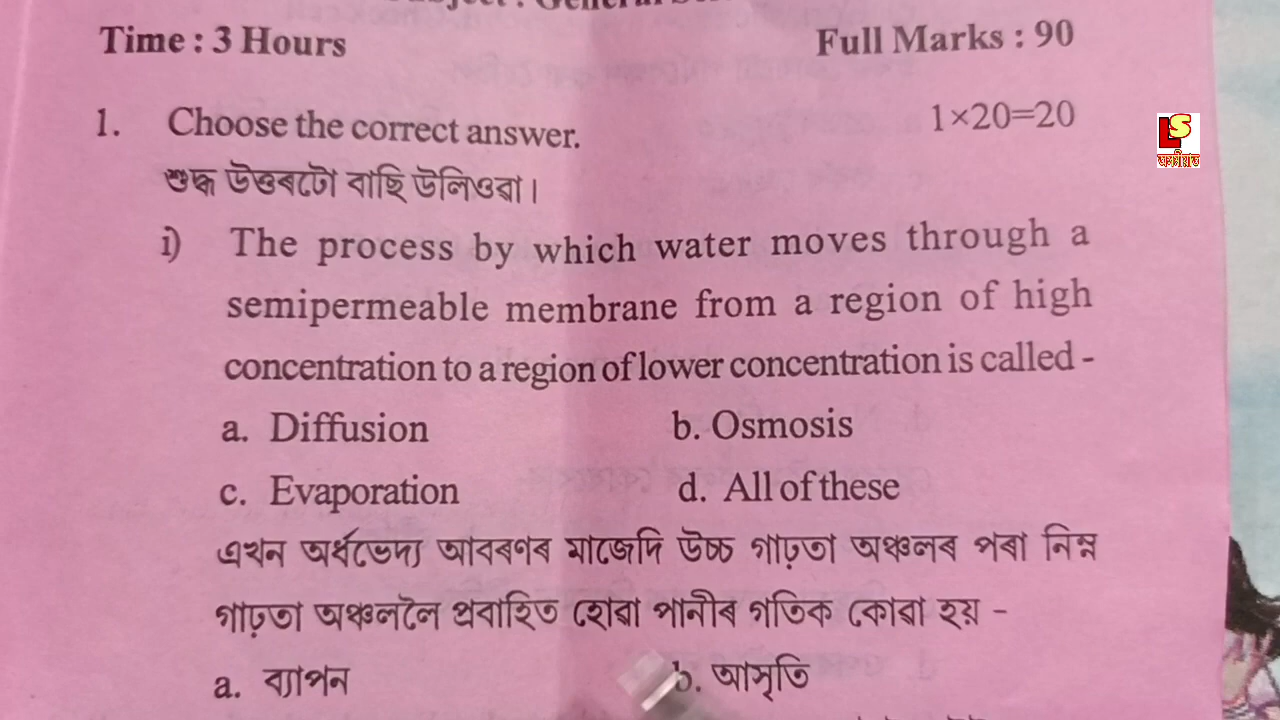 Time : 3 Hours Full Marks : 90
1. Choose the correct answer. 1×20=20
শুদ্ধ উত্তৰটো বাছি উলিওৱা।
LS
i) The process by which water moves through a
semipermeable membrane from a region of high
concentration to a region of lower concentration is called -
a. Diffusion b. Osmosis
c. Evaporation d. All of these
এখন অৰ্ধভেদ্য আবৰণৰ মাজেদি উচ্চ গাঢ়তা অঞ্চলৰ পৰা নিম্ন
গাঢ়তা অঞ্চললৈ প্ৰবাহিত হোৱা পানীৰ গতিক কোৱা হয় -
a. ব্যাপন b. আসৃতি